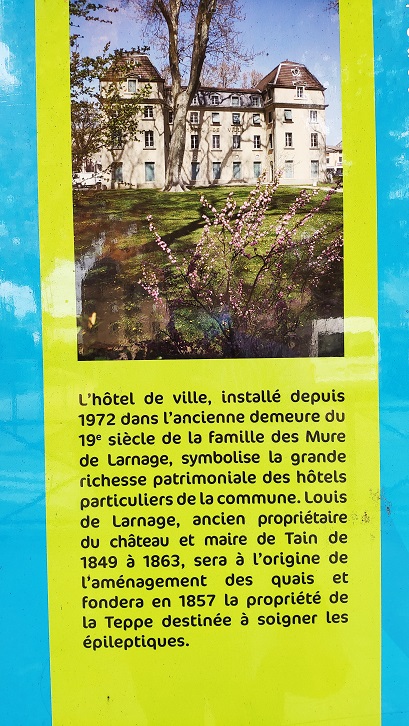 L'hôtel de ville, installé depuis
1972 dans l'ancienne demeure du
19e siècle de la famille des Mure
de Larnage, symbolise la grande
richesse patrimoniale des hôtels
particuliers de la commune. Louis
de Larnage, ancien propriétaire
du château et maire de Tain de
1849 à 1863, sera à l'origine de
l'aménagement des quais et
fondera en 1857 la propriété de
la Teppe destinée à soigner les
épileptiques.